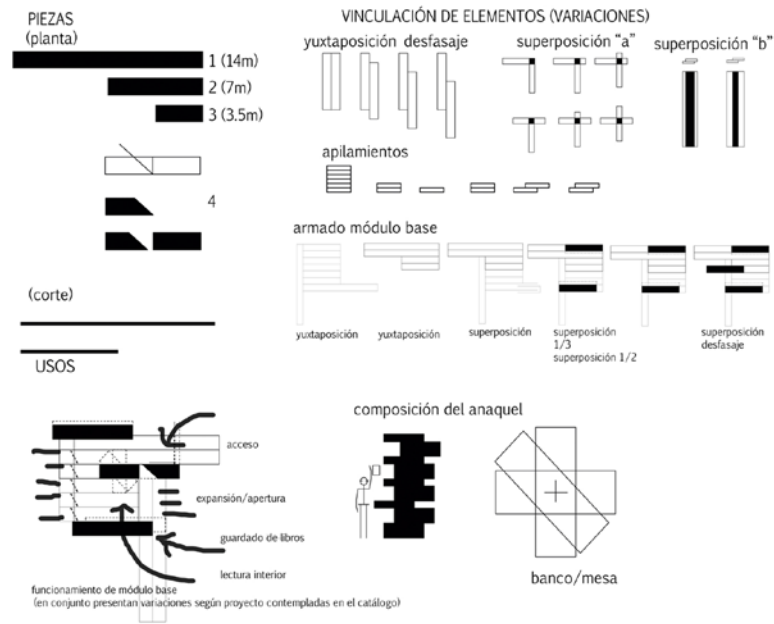 PIEZAS
(planta)
1 (14m)
2 (7m)
3 (3.5m)
4
(corte)
USOS
VINCULACIÓN DE ELEMENTOS (VARIACIONES)
yuxtaposición desfasaje
superposición “a”
superposición “b”
apilamientos
armado módulo base
yuxtaposición
yuxtaposición
superposición
superposición
1/3
superposición 1/2
superposición
desfasaje
acceso
expansión/apertura
guardado de libros
lectura interior
funcionamiento de módulo base
(en conjunto presentan variaciones según proyecto contempladas en el catálogo)
composición del anaquel
banco/mesa